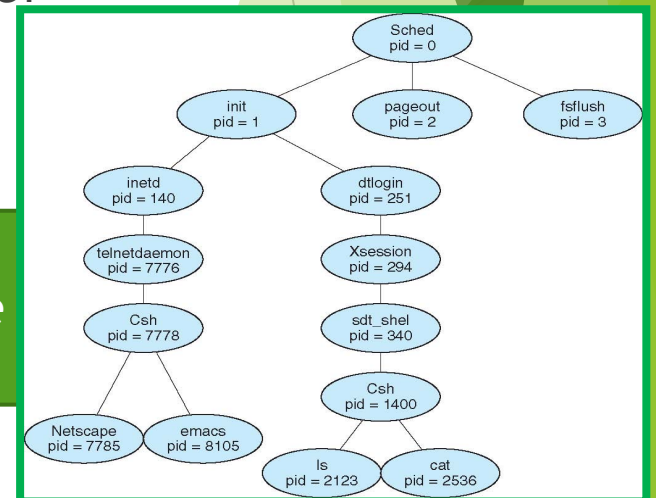 Sched
pid = 0
init
pid = 1
pageout
pid = 2
fsflush
pid = 3
inetd
pid = 140
dtlogin
pid = 251
telnetdaemon
pid = 7776
Xsession
pid = 294
Csh
pid = 7778
sdt_shel
pid = 340
Csh
pid = 1400
Netscape
pid = 7785
emacs
pid = 8105
ls
pid = 2123
cat
pid = 2536